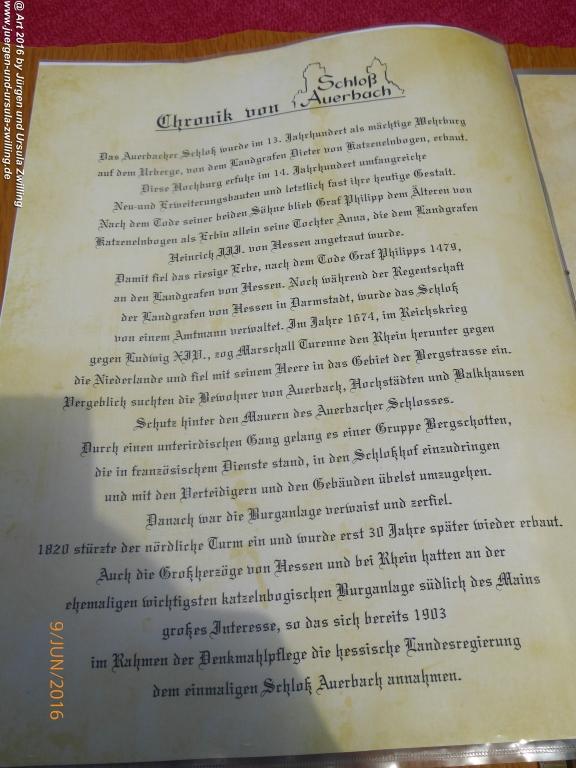 Chronik von Schloß Auerbach
Das Auerbacher Schloß wurde im 13. Jahrhundert als mächtige Wehrburg
auf dem Urberge, von dem Landgrafen Dieter von Katzenelnbogen, erbaut.
Diese Hochburg erfuhr im 14. Jahrhundert umfangreiche
Neu-und Erweiterungsbauten und letztlich fast ihre heutige Gestalt.
Nach dem Tode seiner beiden Söhne blieb Graf Philipp dem Älteren von
Katzenelnbogen als Erbin allein seine Tochter Anna, die dem Landgrafen
Heinrich III. von Hessen angetraut wurde.
Damit fiel das riesige Erbe, nach dem Tode Graf Philipps 1479,
an den Landgrafen von Hessen. Noch während der Regentschaft
der Landgrafen von Hessen in Darmstadt, wurde das Schloß
von einem Amtmann verwaltet. Im Jahre 1674, im Reichskrieg
gegen Ludwig XIV., zog Marschall Turenne den Rhein herunter gegen
die Niederlande und fiel mit seinem Heere in das Gebiet der Bergstrasse ein.
Vergeblich suchten die Bewohner von Auerbach, Hochstädten und Balkhausen
Schutz hinter den Mauern des Auerbacher Schlosses.
Durch einen unterirdischen Gang gelang es einer Gruppe Bergschotten,
die in französischem Dienste stand, in den Schloßhof einzudringen
und mit den Verteidigern und den Gebäuden übelst umzugehen.
Danach war die Burganlage verwaist und zerfiel.
1820 stürzte der nördliche Turm ein und wurde erst 30 Jahre später wieder erbaut.
Auch die Großherzöge von Hessen und bei Rhein hatten an der
ehemaligen wichtigsten katzelnbogischen Burganlage südlich des Mains
großes Interesse, so das sich bereits 1903
im Rahmen der Denkmahlpflege die hessische Landesregierung
dem einmaligen Schloß Auerbach annahmen.
9/JUN/2016
@ Art 2016 by Jürgen und Ursula Zwilling
www.juergen-und-ursula-zwilling.de